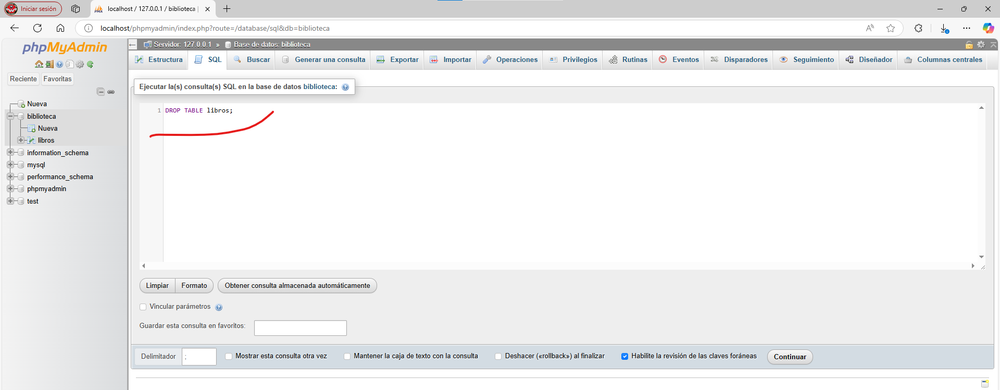 Iniciar sesión
localhost / 127.0.0.1 / biblioteca |
localhost/phpmyadmin/index.php?route=/database/sql&db=biblioteca
phpMyAdmin
Reciente
Favoritas
Nueva
biblioteca
Nueva
libros
information_schema
mysql
performance_schema
phpmyadmin
test
Servidor: 127.0.0.1 » Base de datos: biblioteca
Estructura
SQL
Buscar
Generar una consulta
Exportar
Importar
Operaciones
Privilegios
Rutinas
Eventos
Disparadores
Seguimiento
Diseñador
Columnas centrales
Ejecutar la(s) consulta(s) SQL en la base de datos biblioteca:
1 DROP TABLE libros;
Limpiar
Formato
Obtener consulta almacenada automáticamente
Vincular parámetros
Guardar esta consulta en favoritos:
Delimitador
;
Mostrar esta consulta otra vez
Mantener la caja de texto con la consulta
Deshacer («rollback») al finalizar
Habilite la revisión de las claves foráneas
Continuar